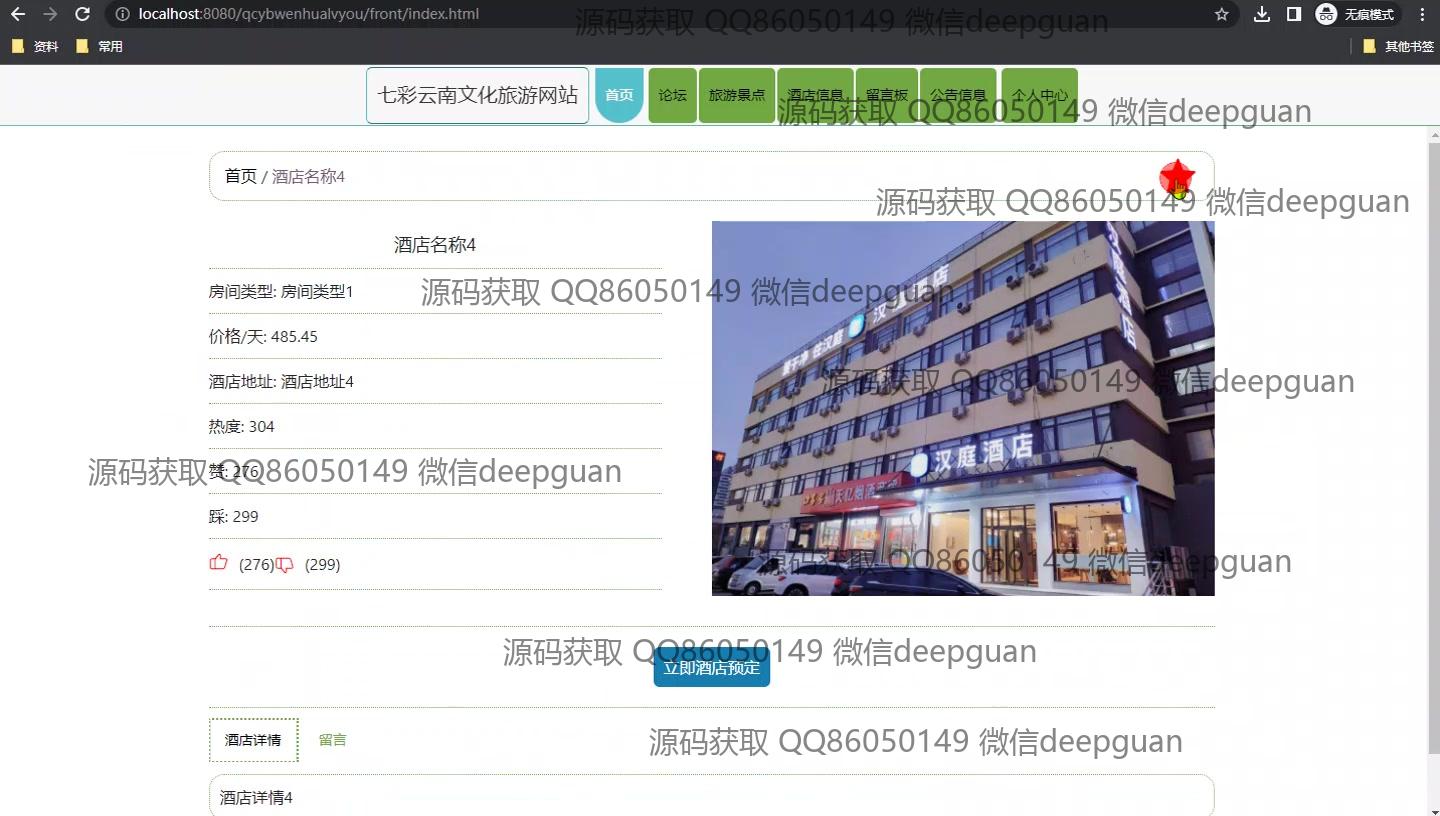 localhost:8080/qcybwenhualvyou/front/index.html
无痕模式
资料
常用
其他书签
源码获取 QQ86050149 微信deepguan
七彩云南文化旅游网站
首页
论坛
旅游景点
酒店信息
留言板
公告信息
个人中心
源码获取 QQ86050149 微信deepguan
首页 / 酒店名称4
源码获取 QQ86050149 微信deepguan
酒店名称4
房间类型: 房间类型1
源码获取 QQ86050149 微信deepguan
价格/天: 485.45
酒店地址: 酒店地址4
源码获取 QQ86050149 微信deepguan
热度: 304
汉庭酒店
赞: 276
源码获取 QQ86050149 微信deepguan
踩: 299
(276)
(299)
源码获取 QQ86050149 微信deepguan
源码获取 QQ86050149 微信deepguan
立即酒店预定
酒店详情
留言
源码获取 QQ86050149 微信deepguan
酒店详情4